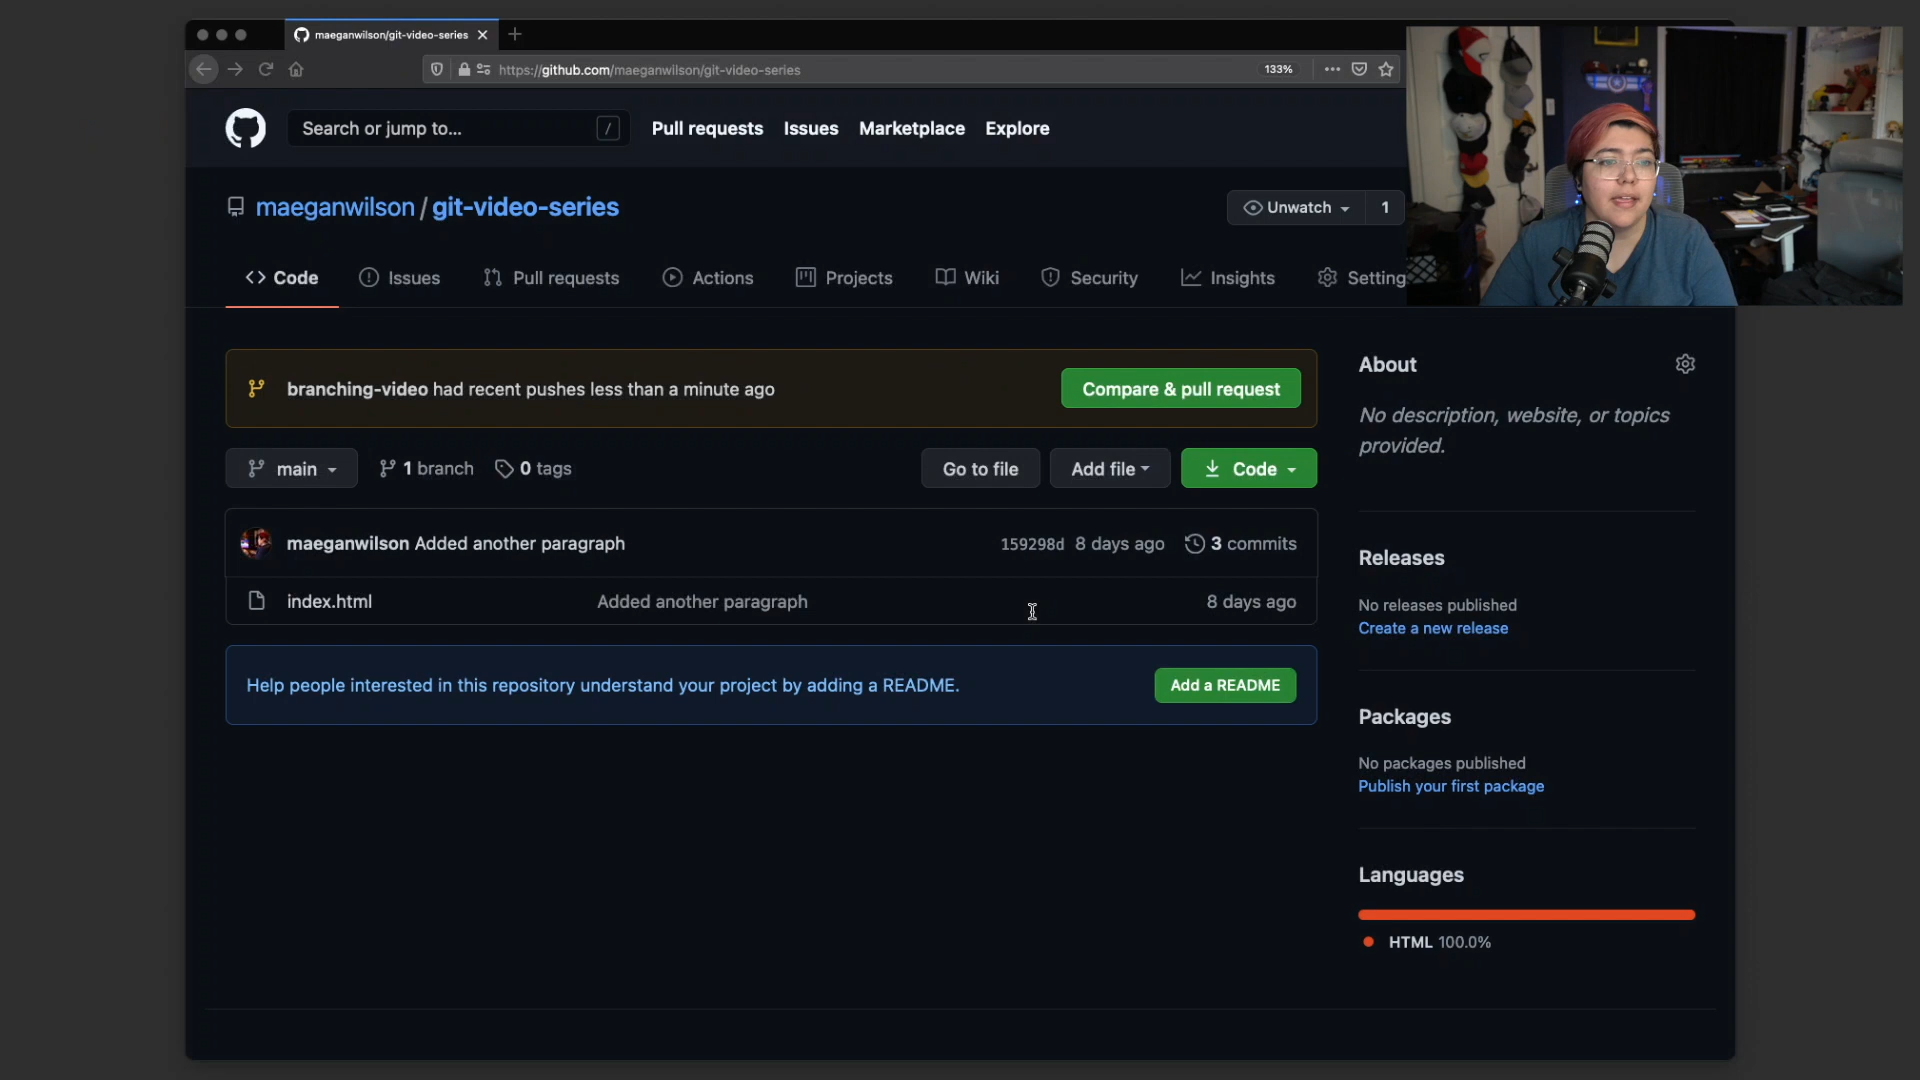 maeganwilson/git-video-series
https://github.com/maeganwilson/git-video-series
133%
Search or jump to...
/
Pull requests
Issues
Marketplace
Explore
maeganwilson / git-video-series
Unwatch
1
Code
Issues
Pull requests
Actions
Projects
Wiki
Security
Insights
Setting
branching-video had recent pushes less than a minute ago
Compare & pull request
main
1 branch
0 tags
Go to file
Add file
Code
maeganwilson Added another paragraph
159298d 8 days ago
3 commits
index.html
Added another paragraph
8 days ago
Help people interested in this repository understand your project by adding a README.
Add a README
About
No description, website, or topics
provided.
Releases
No releases published
Create a new release
Packages
No packages published
Publish your first package
Languages
HTML 100.0%